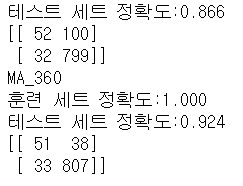 테스트 세트 정확도:0.866
[[ 52 100]
 [ 32 799]]
MA_360
훈련 세트 정확도:1.000
테스트 세트 정확도:0.924
[[ 51  38]
 [ 33 807]]